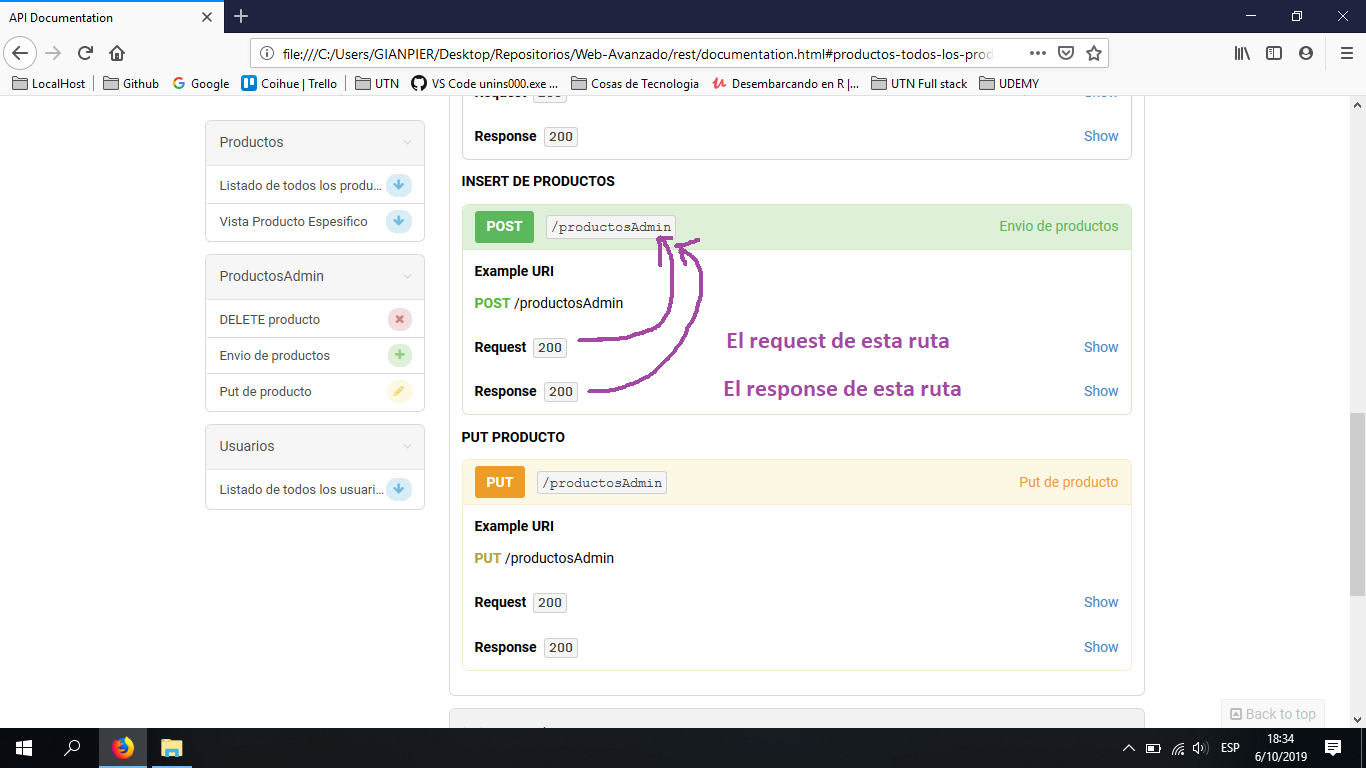 API Documentation
file:///C:/Users/GIANPIER/Desktop/Repositorios/Web-Avanzado/rest/documentation.html#productos-todos-los-prod
LocalHost Github Google Coihue | Trello UTN VS Code unins000.exe ... Cosas de Tecnologia Desembarcando en R |... UTN Full stack UDEMY
Productos
Listado de todos los produ...
Vista Producto Espesifico
ProductosAdmin
DELETE producto
Envio de productos
Put de producto
Usuarios
Listado de todos los usuari...
Request 200 Show
Response 200 Show
INSERT DE PRODUCTOS
POST /productosAdmin Envio de productos
Example URI
POST /productosAdmin
Request 200 El request de esta ruta Show
Response 200 El response de esta ruta Show
PUT PRODUCTO
PUT /productosAdmin Put de producto
Example URI
PUT /productosAdmin
Request 200 Show
Response 200 Show
Back to top
ESP
18:34
6/10/2019